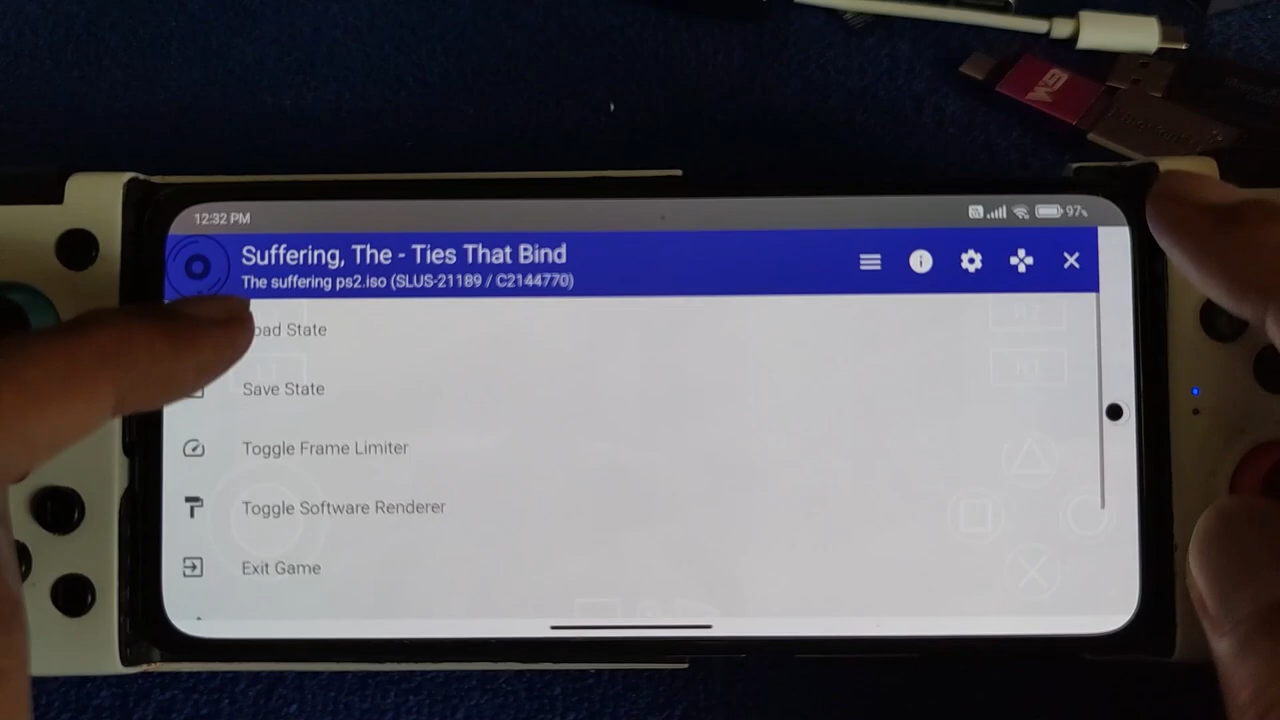 12:32 PM
97%
Suffering, The - Ties That Bind
The suffering ps2.iso (SLUS-21189 / C2144770)
oad State
Save State
Toggle Frame Limiter
Toggle Software Renderer
Exit Game